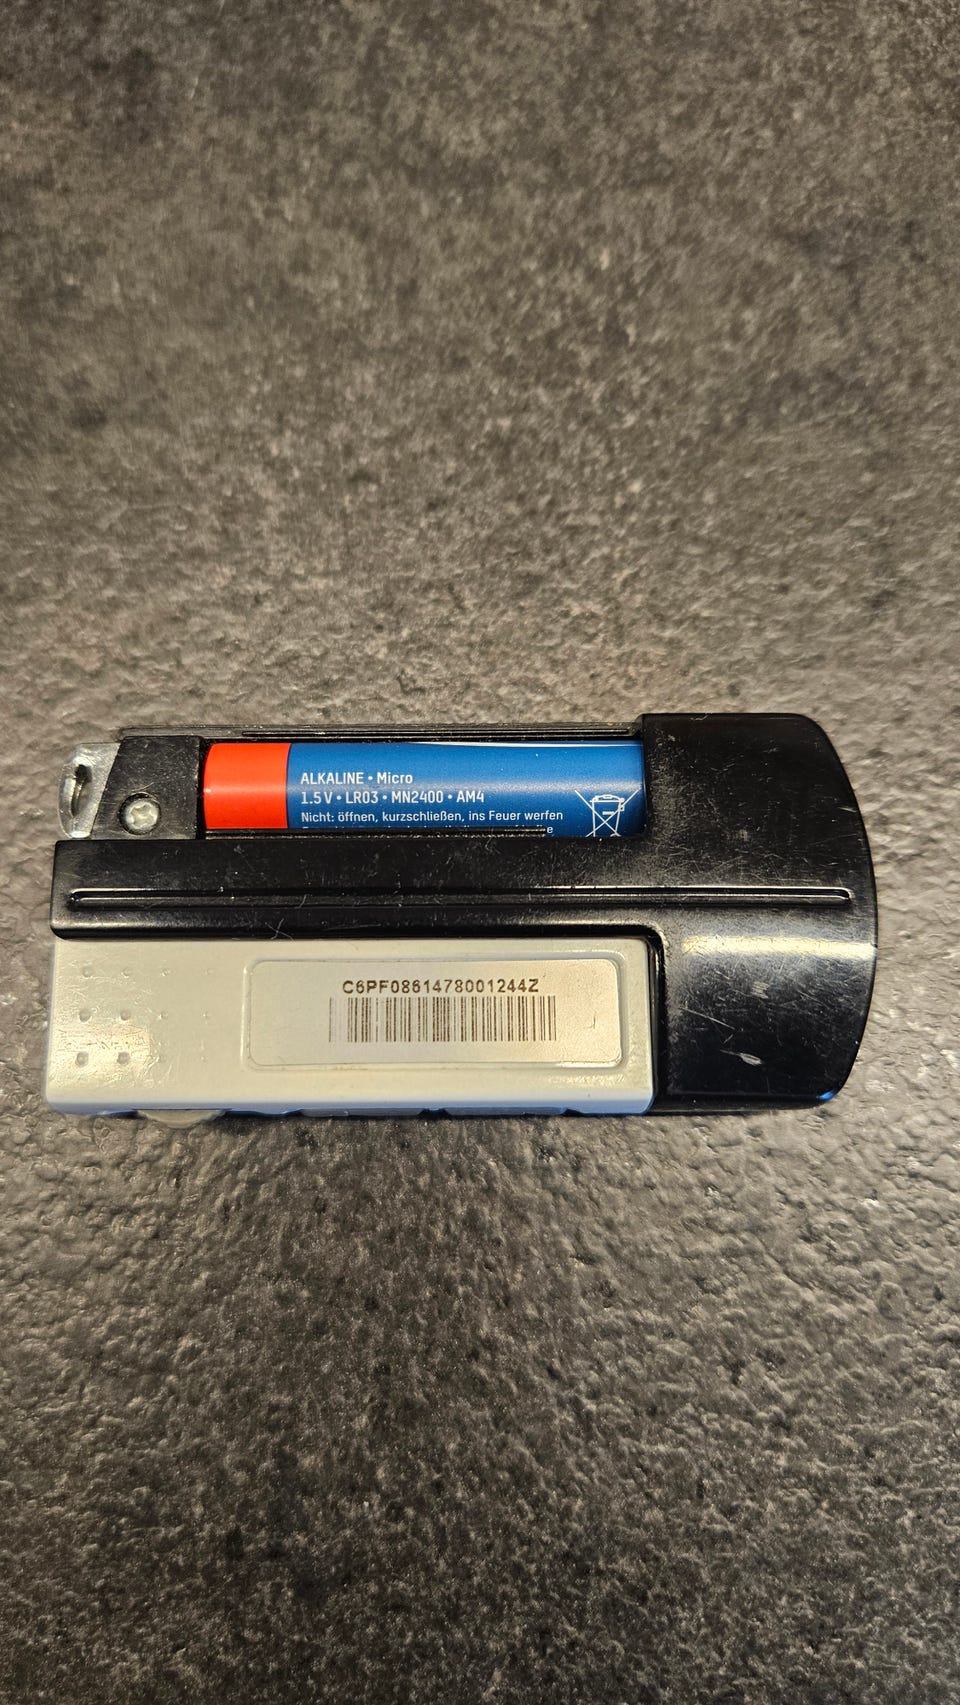 ALKALINE • Micro
1.5 V • LR03 • MN2400 • AM4
Nicht: öffnen, kurzschließen, ins Feuer werfen
C6PF0861478001244Z